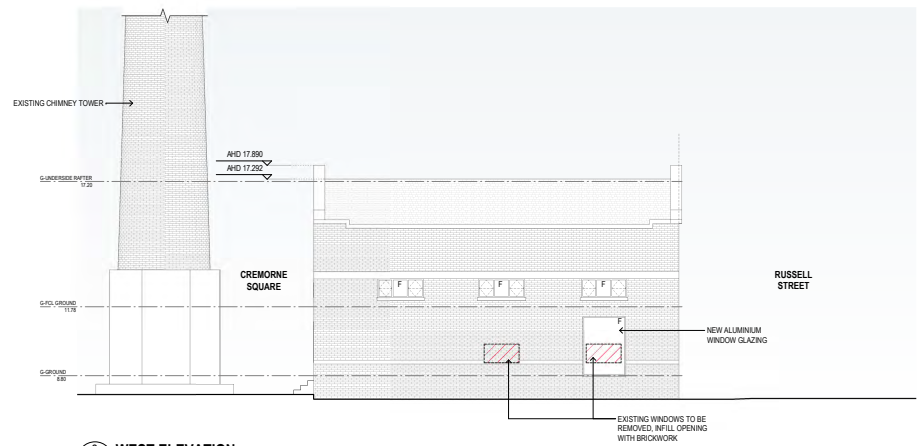 EXISTING CHIMNEY TOWER
AHD 17.890
AHD 17.292
G-UNDERSIDE RAFTER
17.20
CREMORNE
SQUARE
RUSSELL
STREET
F
F
F
G-FCL GROUND
11.78
F
NEW ALUMINIUM
WINDOW GLAZING
G-GROUND
8.80
EXISTING WINDOWS TO BE
REMOVED, INFILL OPENING
WITH BRICKWORK
WEST ELEVATION